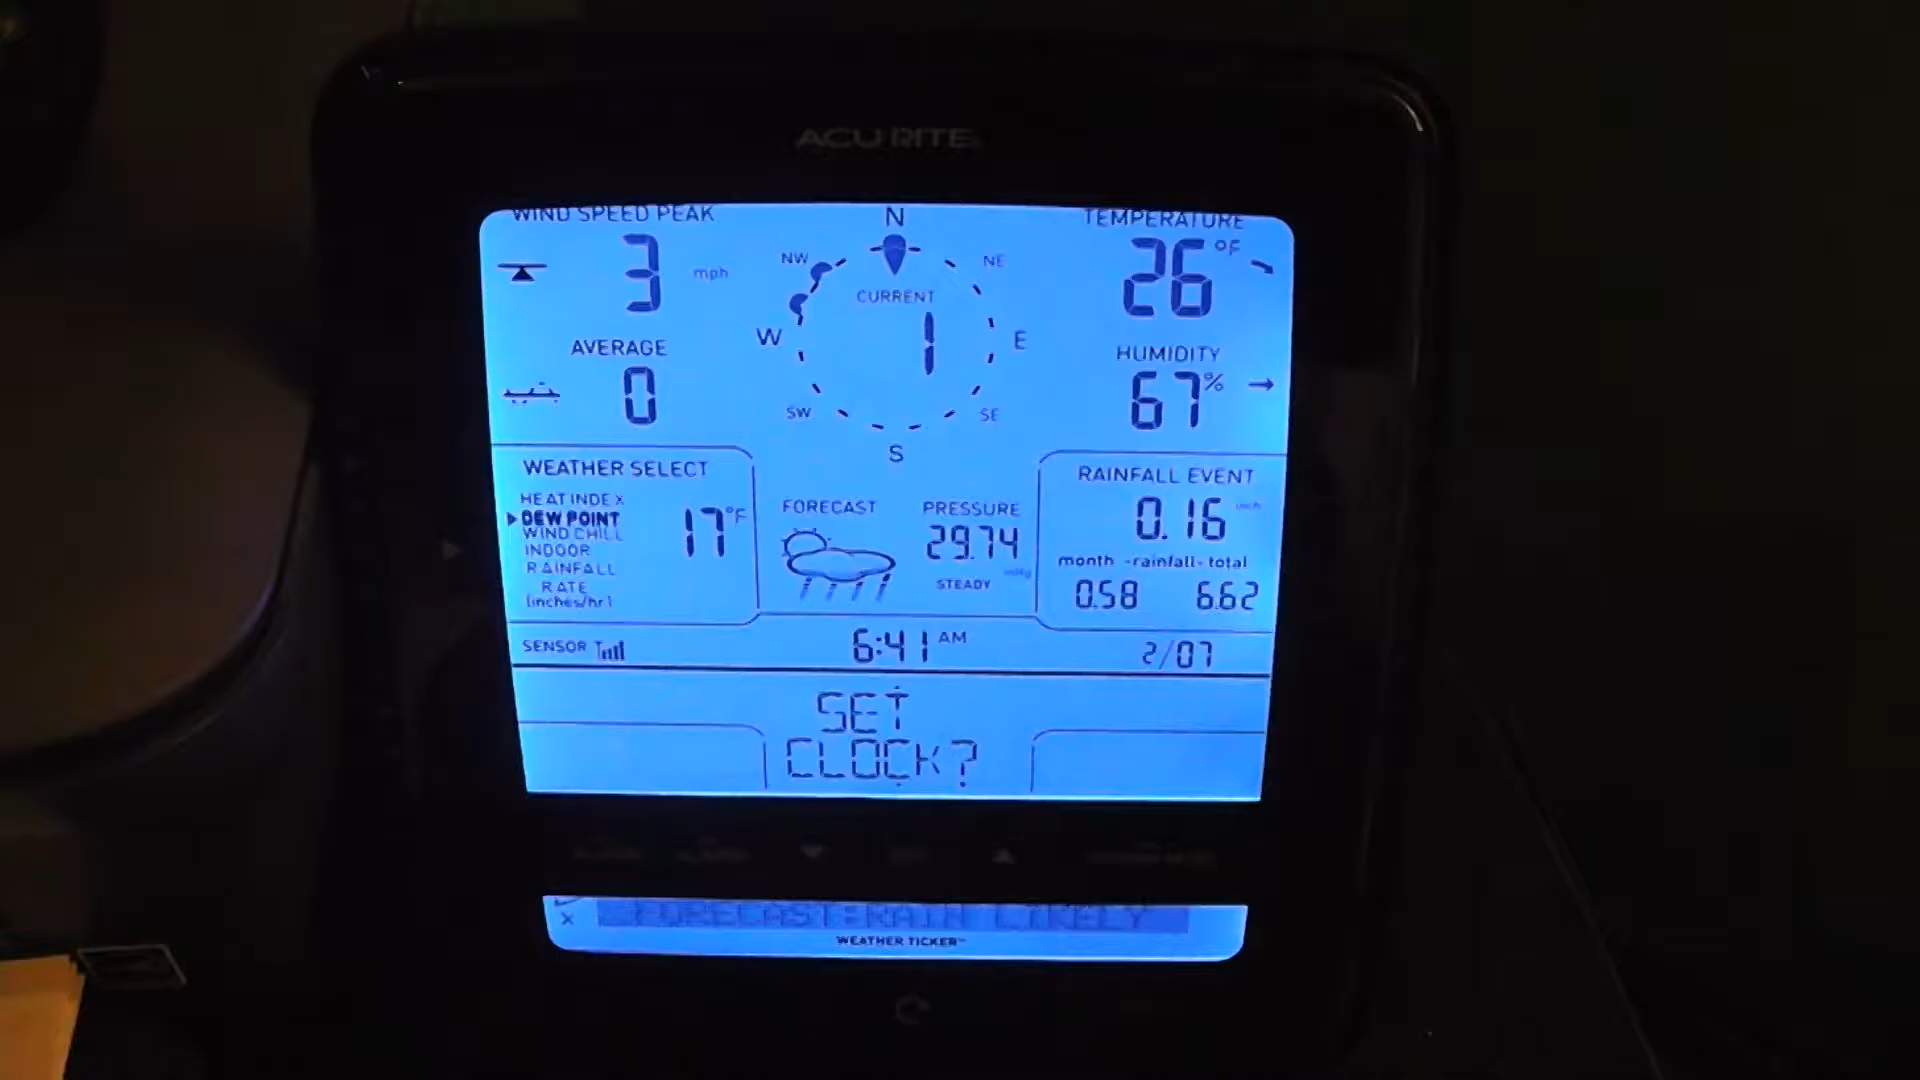 ACURITE
WIND SPEED PEAK
3 mph
AVERAGE
0
N
NW
NE
CURRENT
1
W
E
SW
SE
S
TEMPERATURE
26 °F
HUMIDITY
67%
WEATHER SELECT
HEAT INDEX
DEW POINT
WIND CHILL
INDOOR
RAINFALL
RATE
(inches/hr)
17°F
FORECAST
PRESSURE
29.74
inHg
STEADY
RAINFALL EVENT
0.16 inch
month -rainfall- total
0.58 6.62
SENSOR
6:41 AM
2/07
SET
CLOCK?
FORECAST:RAIN LIKELY
WEATHER TICKER™